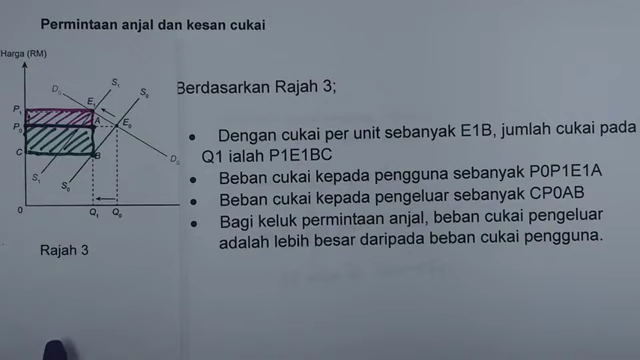 Permintaan anjal dan kesan cukai
Harga (RM)
Berdasarkan Rajah 3;
D₀
E₁
S₁
S₀
P₁
A
P₀
E₀
C
B
D₀
S₁
S₀
0
Q₁
Q₀
Rajah 3
• Dengan cukai per unit sebanyak E1B, jumlah cukai pada
Q1 ialah P1E1BC
• Beban cukai kepada pengguna sebanyak P0P1E1A
• Beban cukai kepada pengeluar sebanyak CP0AB
• Bagi keluk permintaan anjal, beban cukai pengeluar
adalah lebih besar daripada beban cukai pengguna.